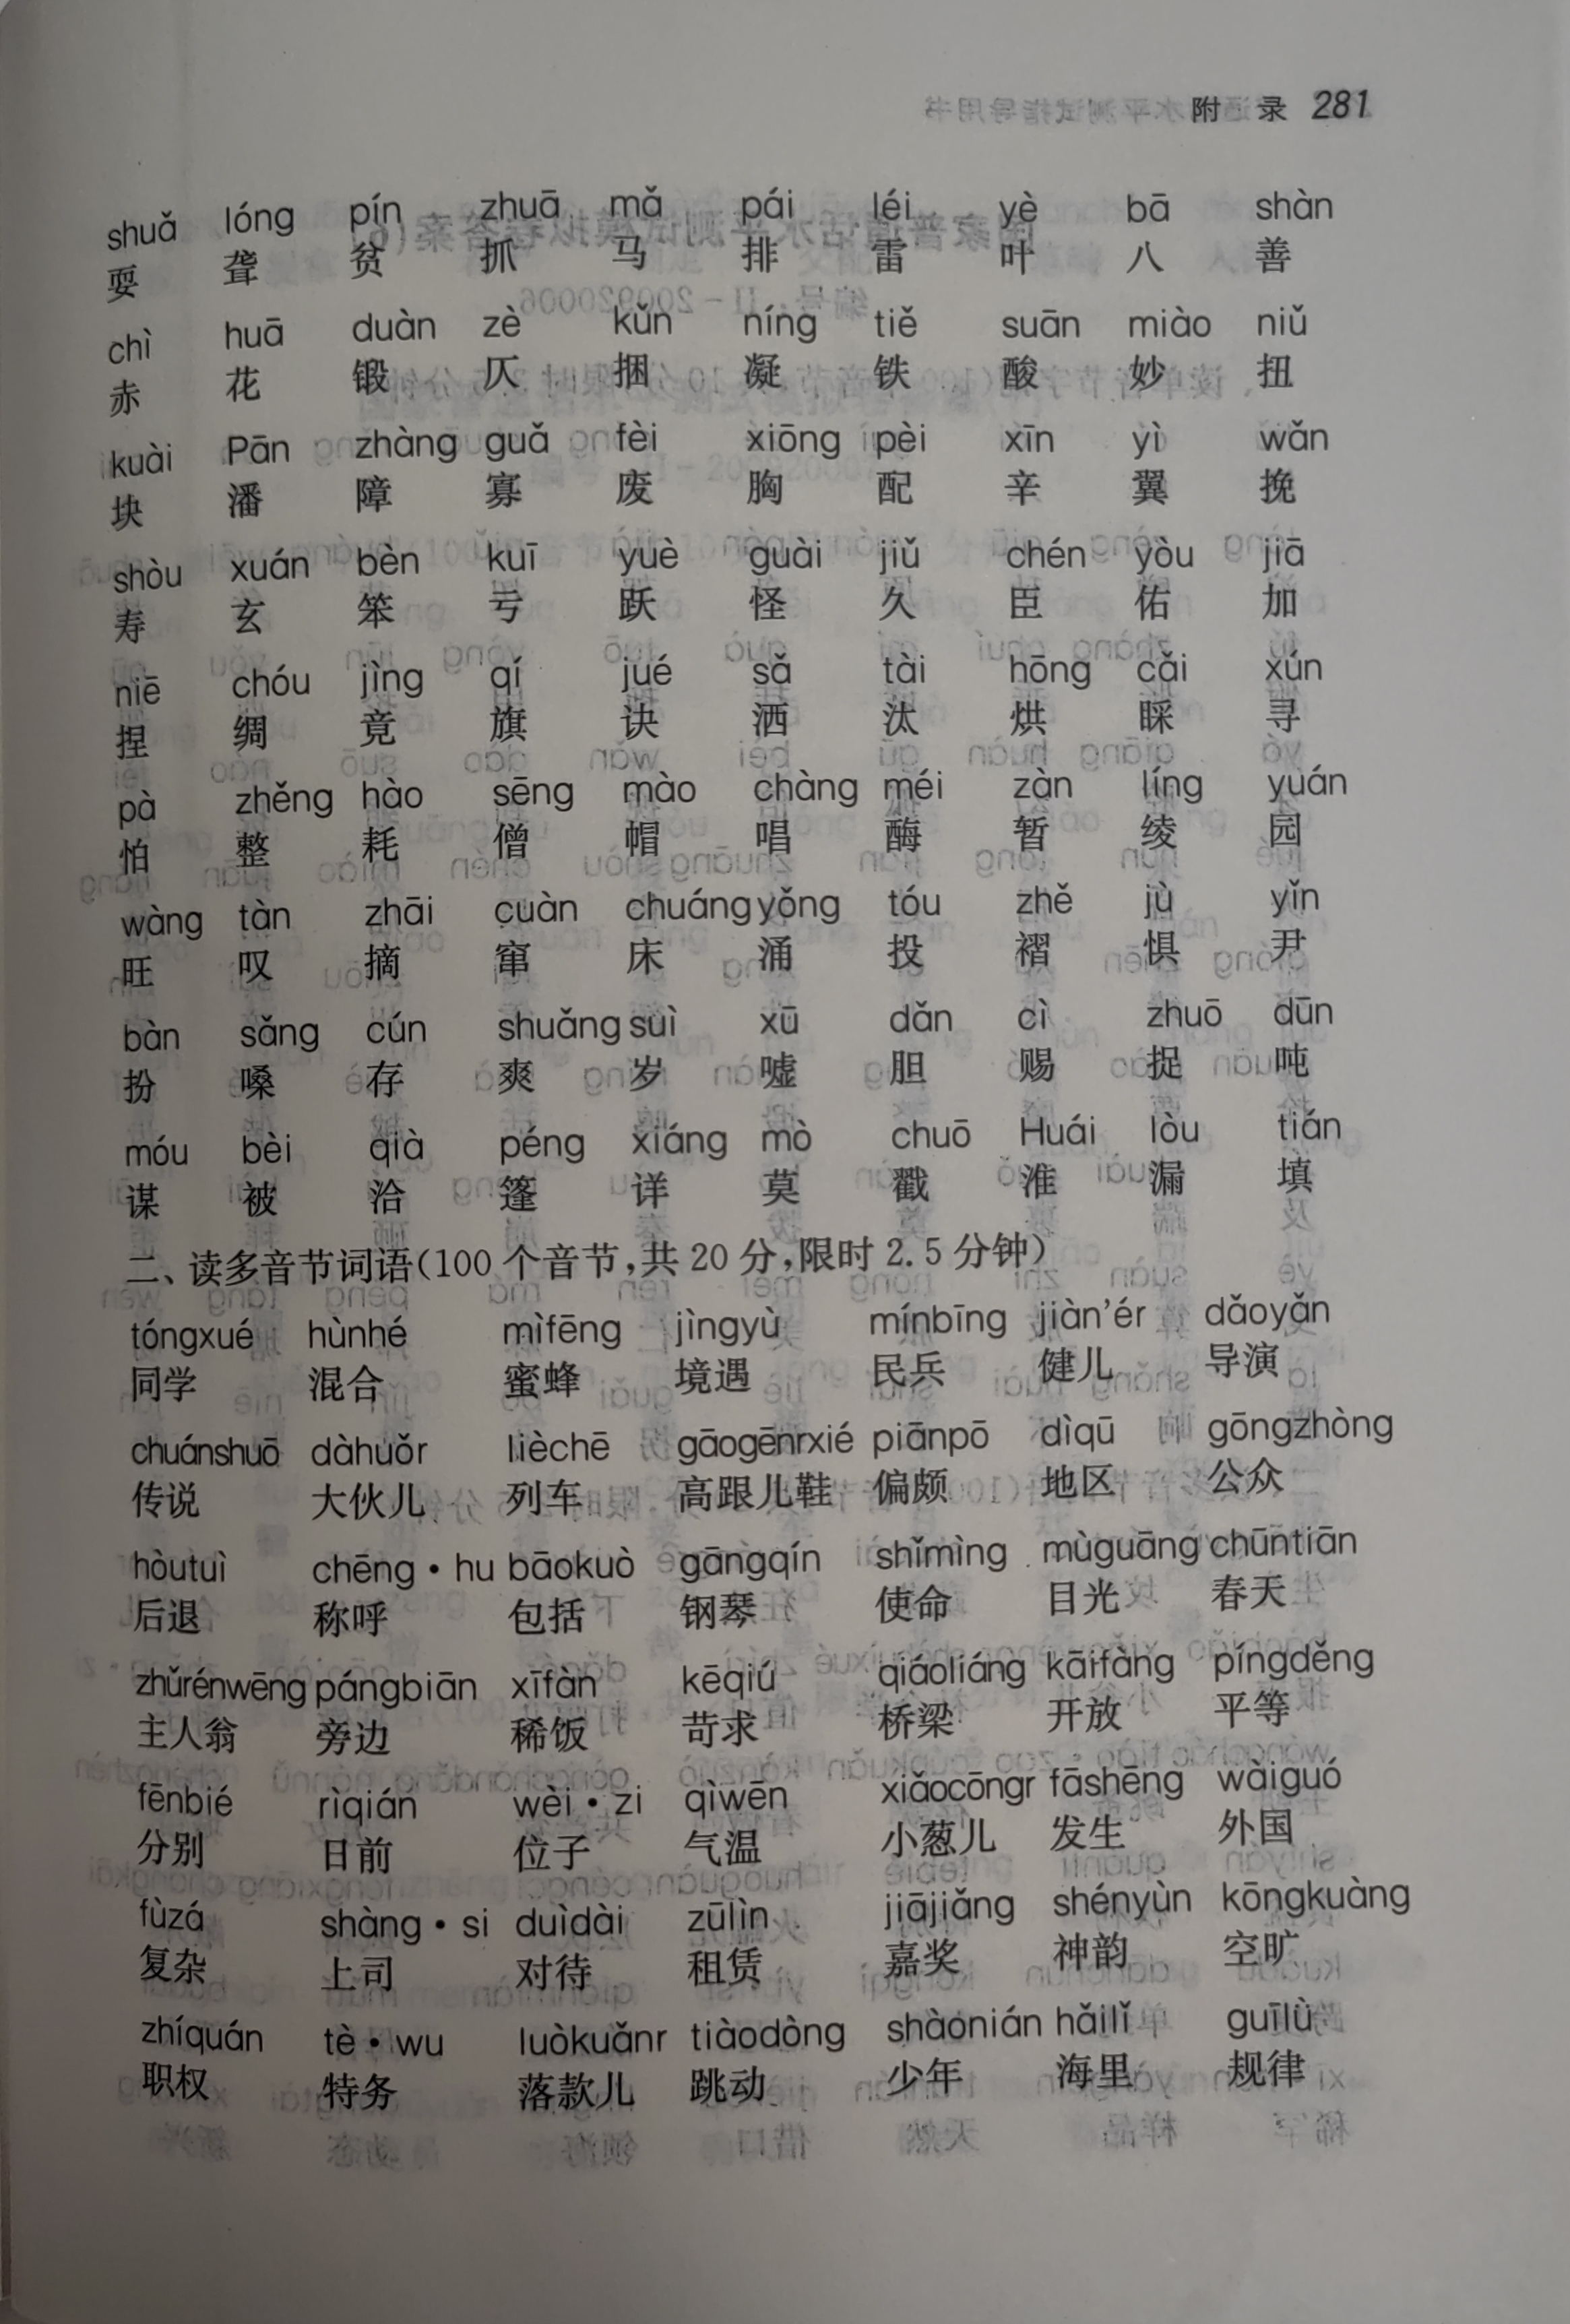 附 录 281
shuǎ lóng pín zhuā mǎ pái léi yè bā shàn
耍 聋 贫 抓 马 排 雷 叶 八 善
chì huā duàn zè kǔn níng tiě suān miào niǔ
赤 花 锻 仄 捆 凝 铁 酸 妙 扭
kuài Pān zhàng guǎ fèi xiōng pèi xīn yì wǎn
块 潘 障 寡 废 胸 配 辛 翼 挽
shòu xuán bèn kuī yuè guài jiǔ chén yòu jiā
寿 玄 笨 亏 跃 怪 久 臣 佑 加
niē chóu jìng qí jué sǎ tài hōng cǎi xún
捏 绸 竟 旗 诀 洒 汰 烘 睬 寻
pà zhěng hào sēng mào chàng méi zàn líng yuán
怕 整 耗 僧 帽 唱 酶 暂 绫 园
wàng tàn zhāi cuàn chuáng yǒng tóu zhě jù yǐn
旺 叹 摘 窜 床 涌 投 褶 惧 尹
bàn sǎng cún shuǎng suì xū dǎn cì zhuō dūn
扮 嗓 存 爽 岁 嘘 胆 赐 捉 吨
móu bèi qià péng xiáng mò chuō Huái lòu tián
谋 被 洽 篷 详 莫 戳 淮 漏 填
二、读多音节词语(100 个音节,共 20 分,限时 2.5 分钟)
tóngxué hùnhé mìfēng jìngyù mínbīng jiàn’ér dǎoyǎn
同学 混合 蜜蜂 境遇 民兵 健儿 导演
chuánshuō dàhuǒr lièchē gāogēnrxié piānpō dìqū gōngzhòng
传说 大伙儿 列车 高跟儿鞋 偏颇 地区 公众
hòutuì chēng·hu bāokuò gāngqín shǐmìng mùguāng chūntiān
后退 称呼 包括 钢琴 使命 目光 春天
zhǔrénwēng pángbiān xīfàn kēqiú qiáoliáng kāifàng píngděng
主人翁 旁边 稀饭 苛求 桥梁 开放 平等
fēnbié rìqián wèi·zi qìwēn xiǎocōngr fāshēng wàiguó
分别 日前 位子 气温 小葱儿 发生 外国
fùzá shàng·si duìdài zūlìn jiājiǎng shényùn kōngkuàng
复杂 上司 对待 租赁 嘉奖 神韵 空旷
zhíquán tè·wu luòkuǎnr tiàodòng shàonián hǎilǐ guīlǜ
职权 特务 落款儿 跳动 少年 海里 规律